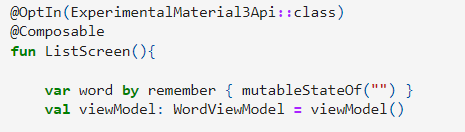 @OptIn(ExperimentalMaterial3Api::class)
@Composable
fun ListScreen(){
var word by remember { mutableStateOf("") }
val viewModel: WordViewModel = viewModel()